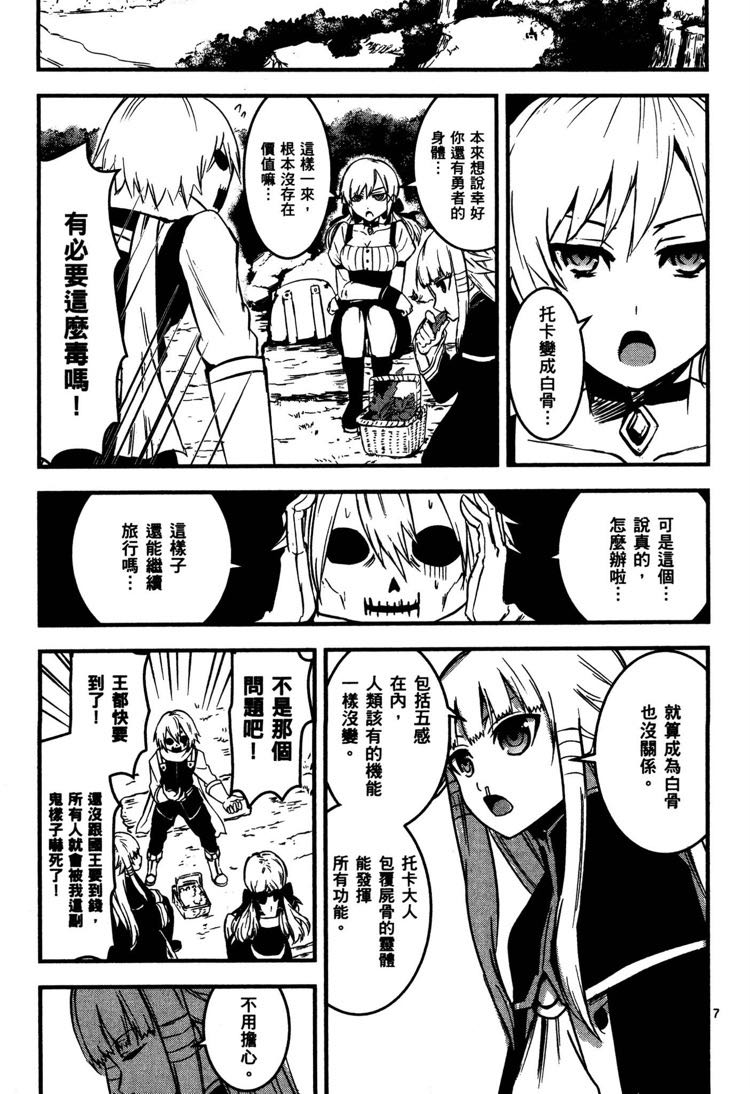 托卡變成白骨…
本來想說幸好
你還有勇者的
身體…
這樣一來，
根本沒存在
價值嘛…
有必要這麼毒嗎！
可是這個…
說真的，
怎麼辦啦…
這樣子
還能繼續
旅行嗎…
就算成為白骨
也沒關係。
包括五感
在內，
人類該有的機能
一樣沒變。
托卡大人
包覆屍骨的靈體
能發揮
所有功能。
不是那個
問題吧！
王都快要
到了！
還沒跟國王要到錢，
所有人就會被我這副
鬼樣子嚇死了！
不用擔心。
7